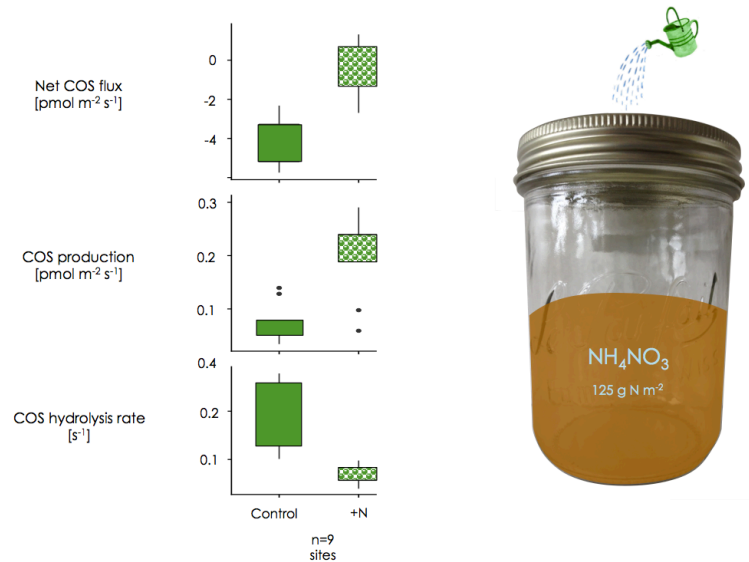 Net COS flux
[pmol m⁻² s⁻¹]
0
-2
-4
COS production
[pmol m⁻² s⁻¹]
0.3
0.2
0.1
COS hydrolysis rate
[s⁻¹]
0.4
0.2
0.1
Control
+N
n=9
sites
NH₄NO₃
125 g N m⁻²